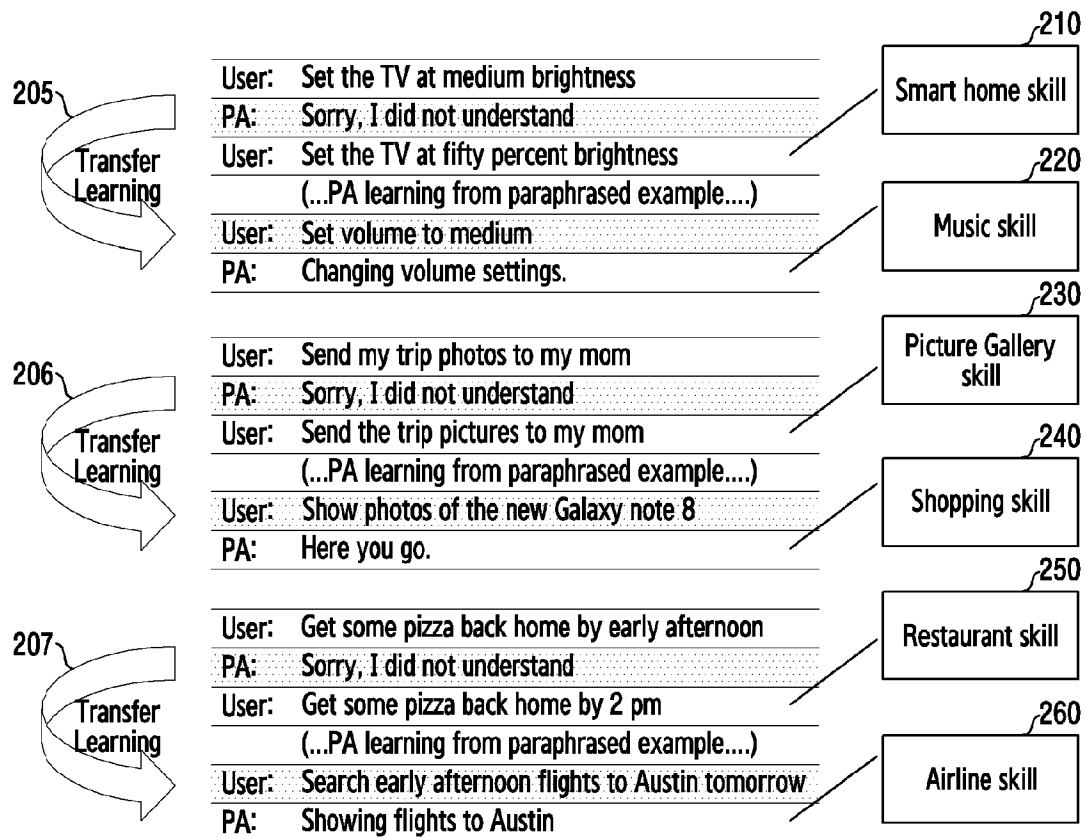 210
User: Set the TV at medium brightness
Smart home skill
205
PA: Sorry, I did not understand
Transfer
Learning
User: Set the TV at fifty percent brightness
220
(...PA learning from paraphrased example....)
Music skill
User: Set volume to medium
PA: Changing volume settings.
230
User: Send my trip photos to my mom
Picture Gallery
skill
206
PA: Sorry, I did not understand
Transfer
Learning
User: Send the trip pictures to my mom
240
(...PA learning from paraphrased example....)
Shopping skill
User: Show photos of the new Galaxy note 8
PA: Here you go.
250
User: Get some pizza back home by early afternoon
Restaurant skill
207
PA: Sorry, I did not understand
Transfer
Learning
User: Get some pizza back home by 2 pm
260
(...PA learning from paraphrased example....)
Airline skill
User: Search early afternoon flights to Austin tomorrow
PA: Showing flights to Austin